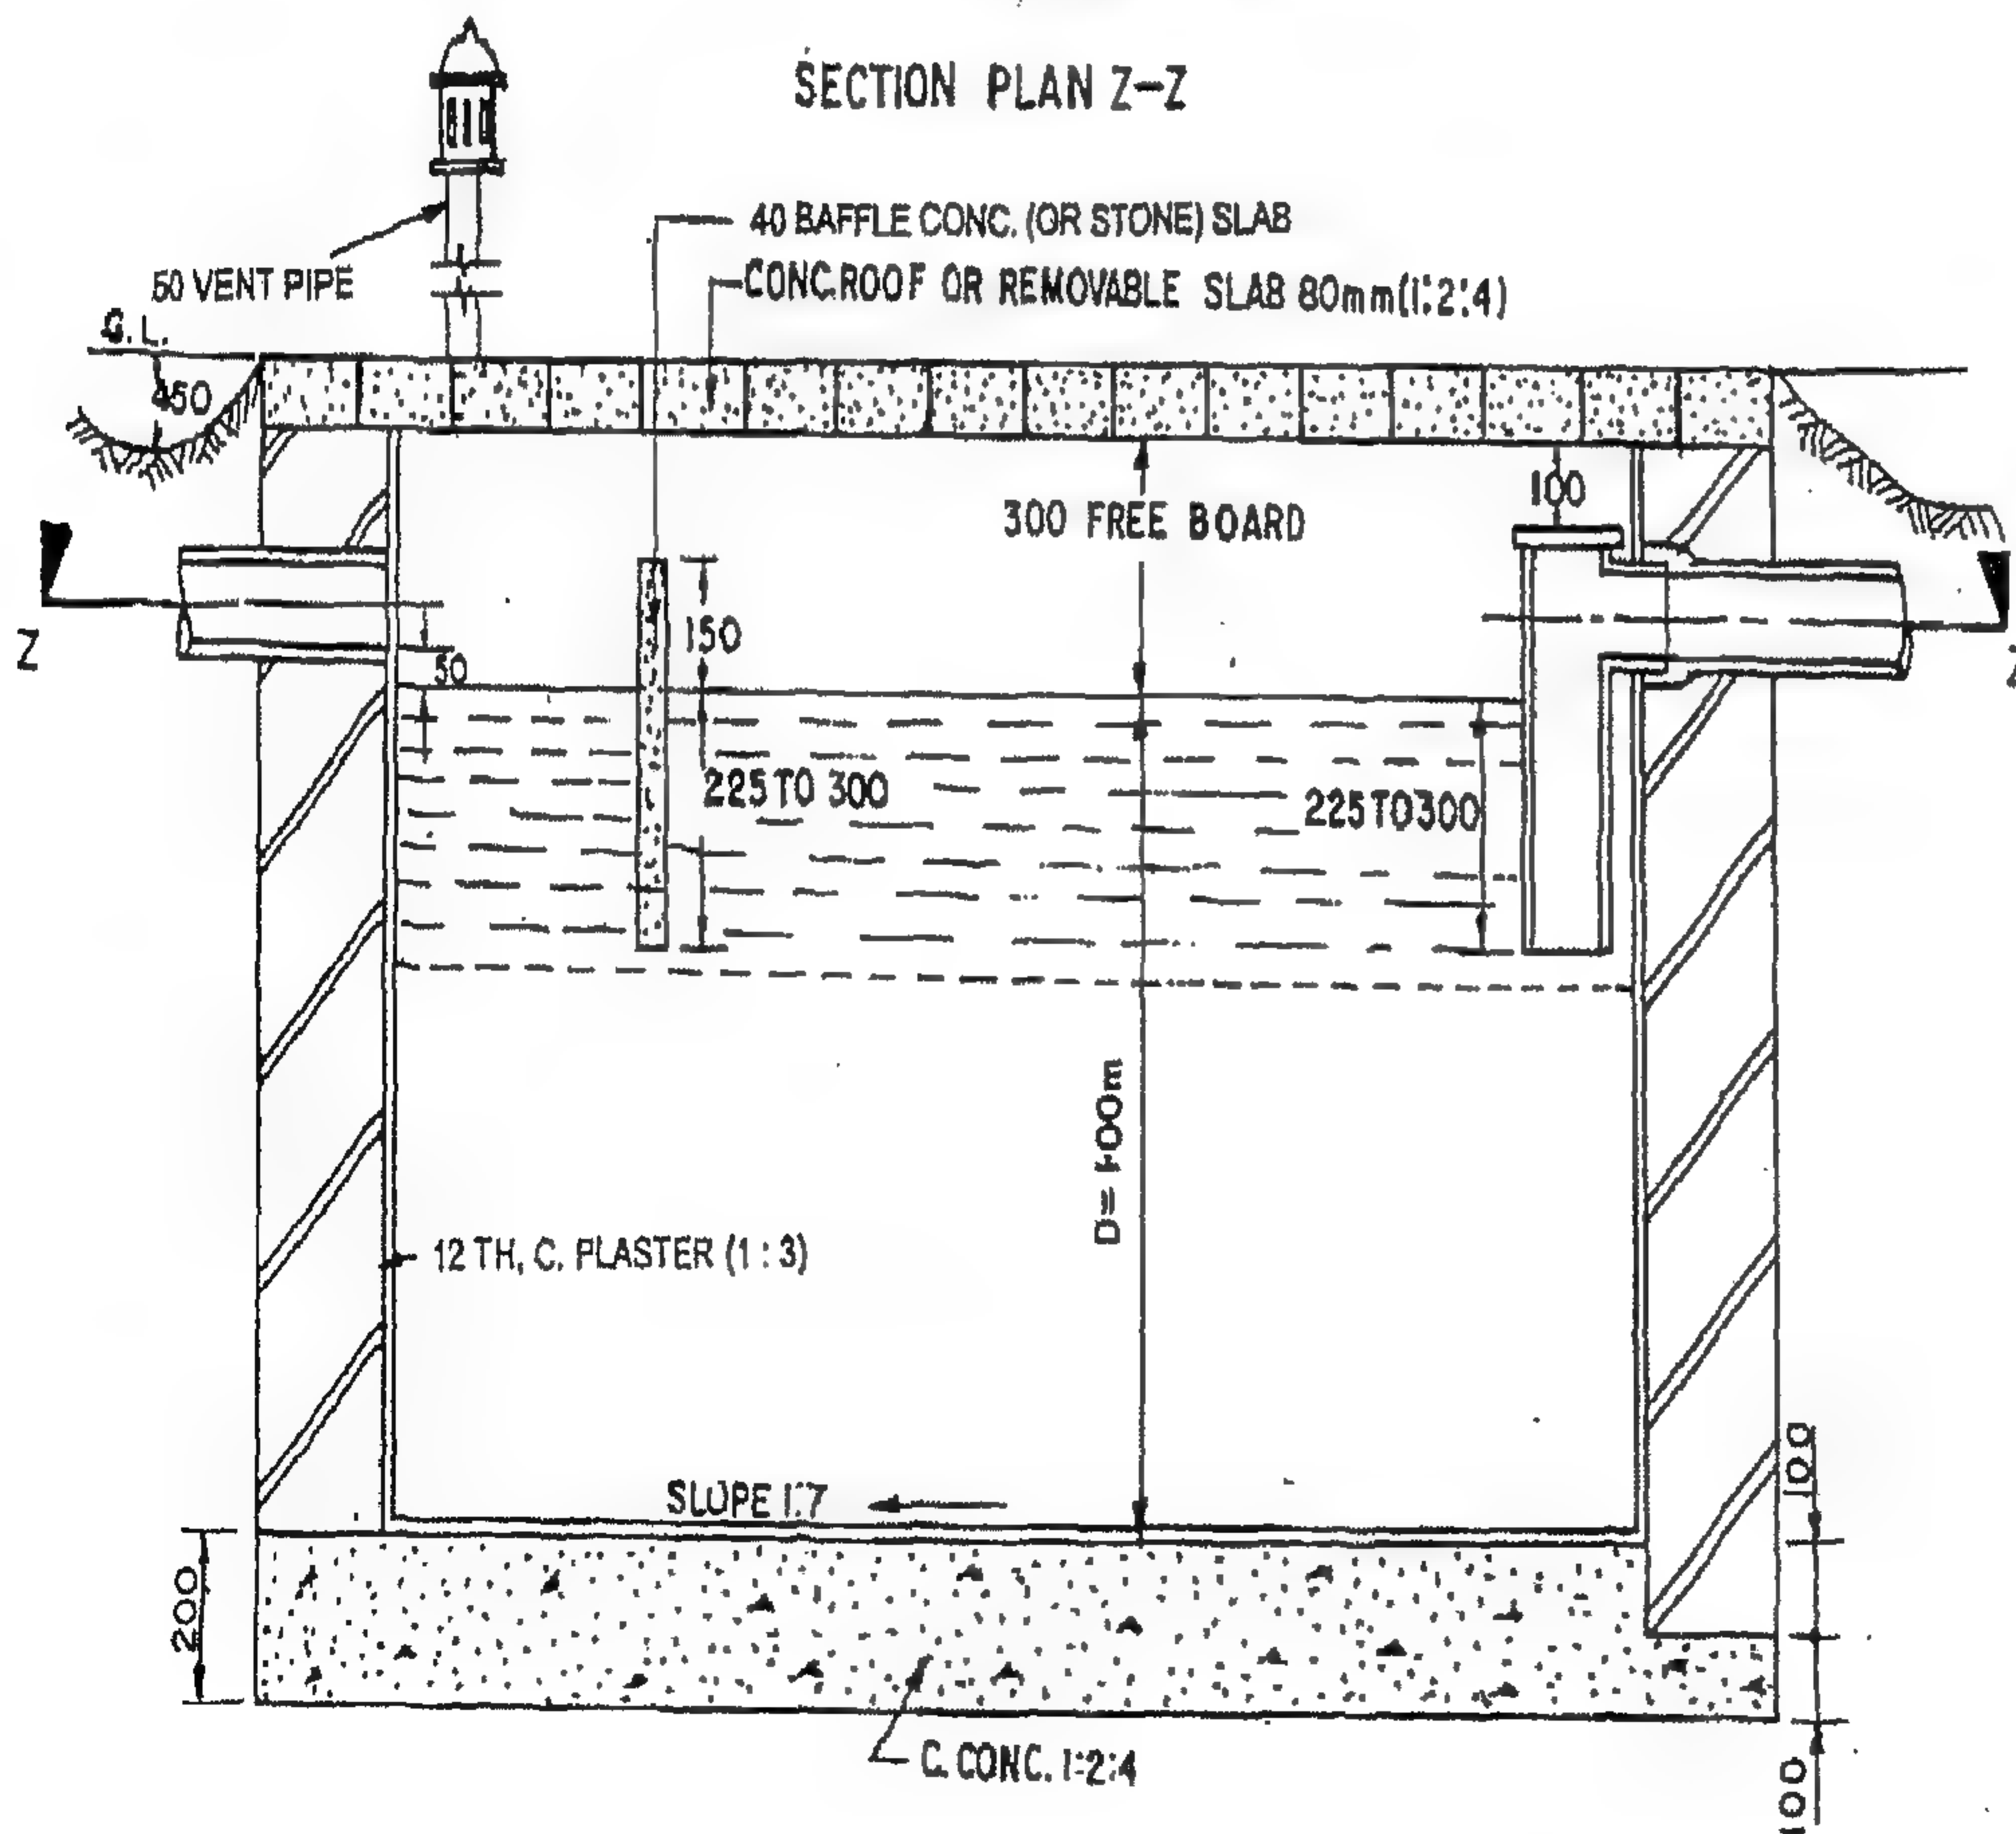 SECTION PLAN Z-Z
40 BAFFLE CONC. (OR STONE) SLAB
50 VENT PIPE
CONC.ROOF OR REMOVABLE SLAB 80mm(1:2:4)
G.L.
450
300 FREE BOARD
100
Z
150
Z
50
225 TO 300
225 TO 300
D=1·00m
12 TH. C. PLASTER (1 : 3)
SLOPE 1:7
100
200
C. CONC. 1:2:4
100